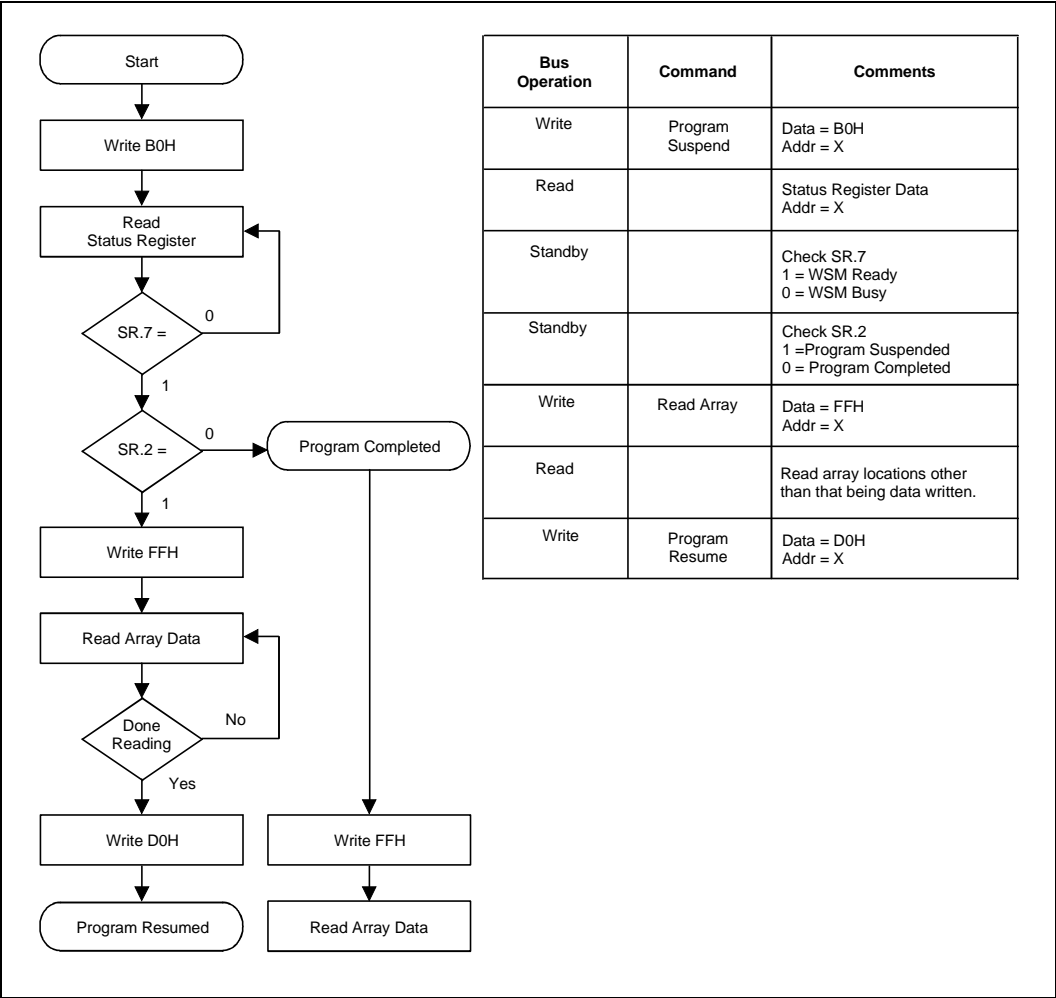 Start
Write B0H
Read
Status Register
SR.7 =
0
1
SR.2 =
0
Program Completed
1
Write FFH
Read Array Data
Done
Reading
No
Yes
Write D0H
Write FFH
Program Resumed
Read Array Data
Bus
Operation
Command
Comments
Write
Program
Suspend
Data = B0H
Addr = X
Read
Status Register Data
Addr = X
Standby
Check SR.7
1 = WSM Ready
0 = WSM Busy
Standby
Check SR.2
1 =Program Suspended
0 = Program Completed
Write
Read Array
Data = FFH
Addr = X
Read
Read array locations other
than that being data written.
Write
Program
Resume
Data = D0H
Addr = X